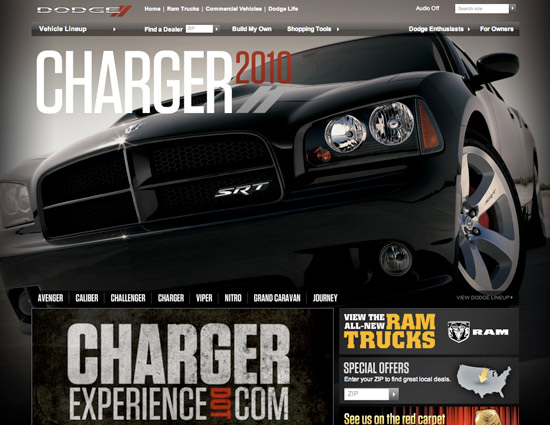 DODGE
Home | Ram Trucks | Commercial Vehicles | Dodge Life
Audio Off
Search site
Vehicle Lineup
Find a Dealer ZIP
Build My Own
Shopping Tools
Dodge Enthusiasts
For Owners
CHARGER 2010
SRT
AVENGER CALIBER CHALLENGER CHARGER VIPER NITRO GRAND CARAVAN JOURNEY
VIEW DODGE LINEUP
CHARGER
EXPERIENCE DOT COM
VIEW THE
ALL-NEW RAM
TRUCKS
RAM
SPECIAL OFFERS
Enter your ZIP to find great local deals.
ZIP
See us on the red carpet